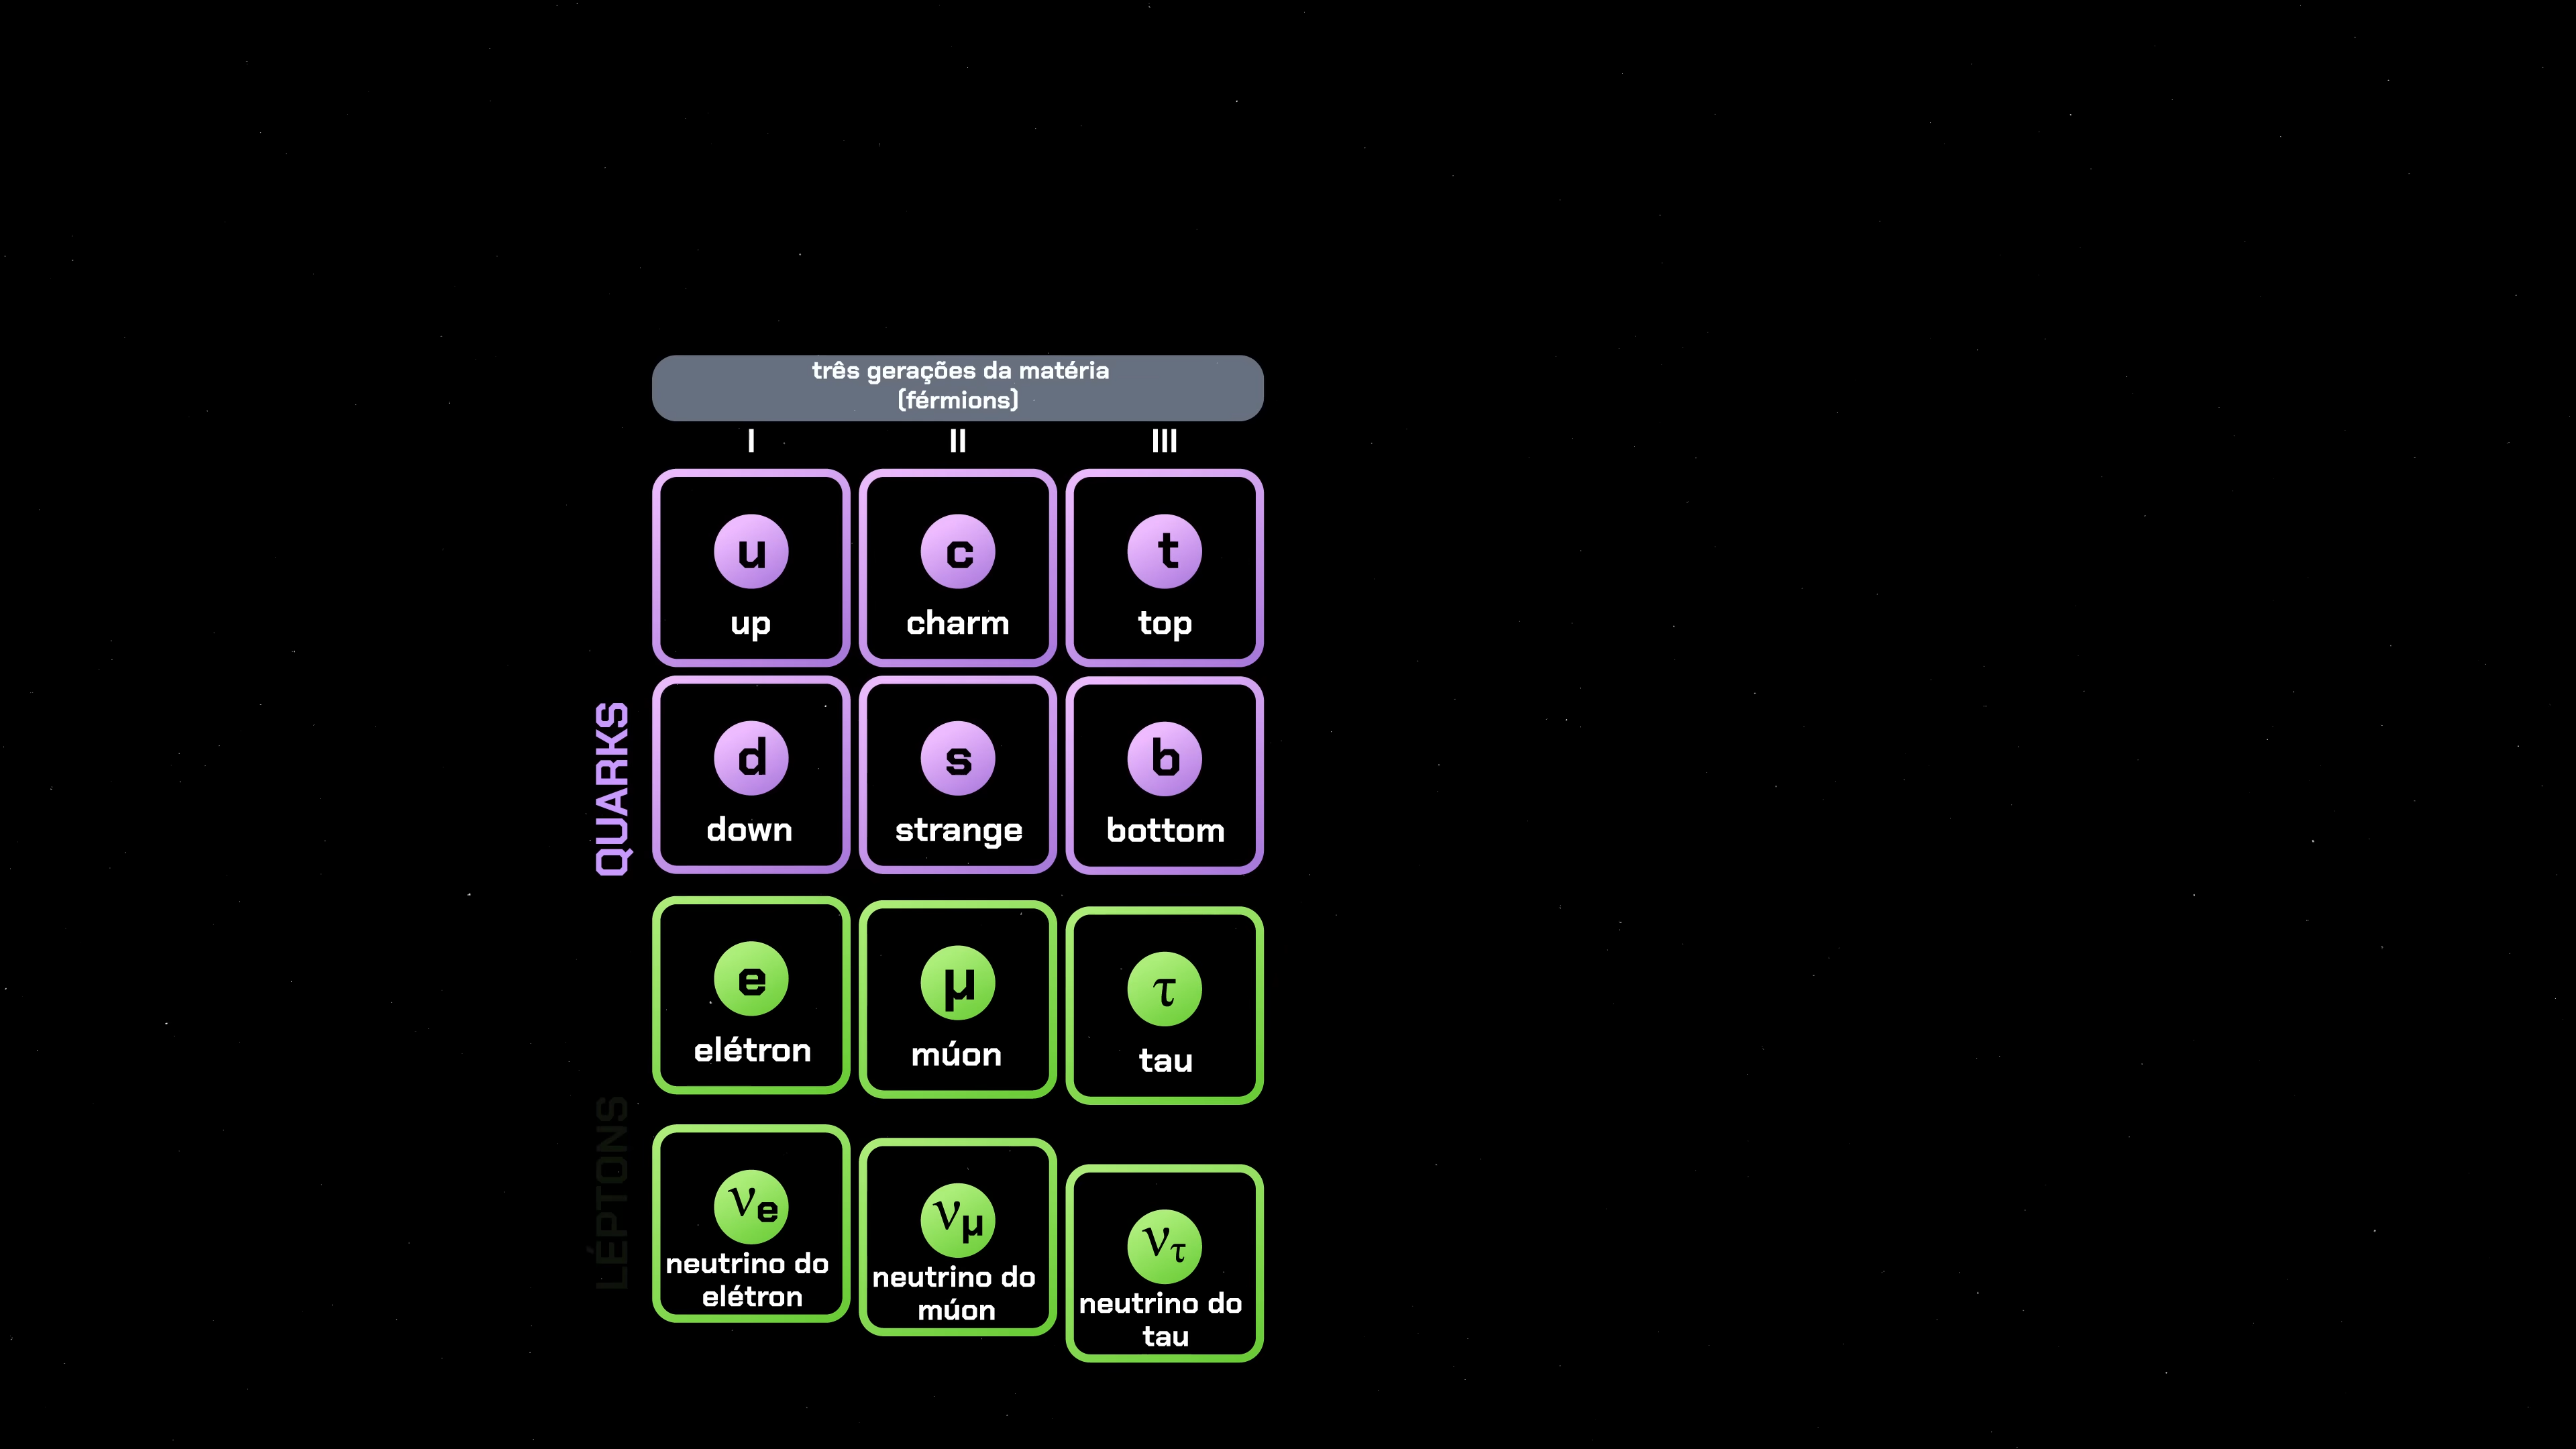 três gerações da matéria
(férmions)
I II III
u c t
up charm top
QUARKS
d s b
down strange bottom
e μ τ
elétron múon tau
LÉPTONS
νe νμ ντ
neutrino do
elétron
neutrino do
múon
neutrino do
tau